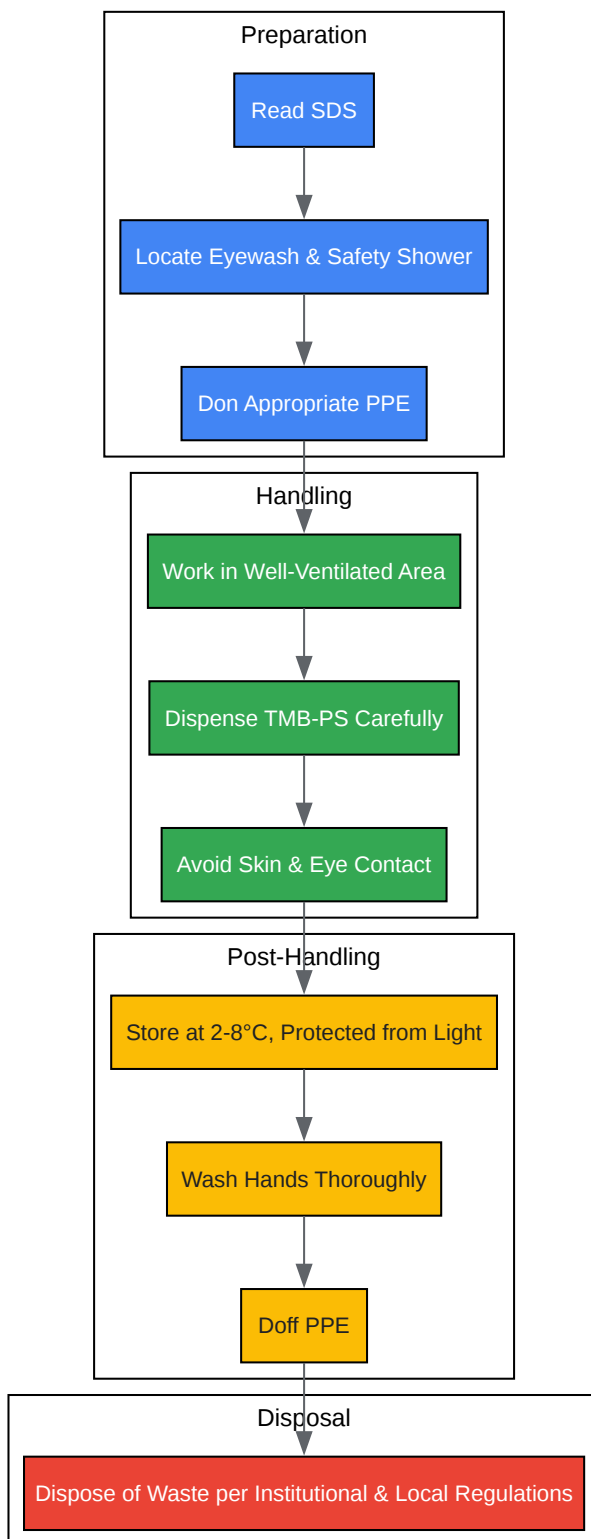 Preparation
Read SDS
Locate Eyewash & Safety Shower
Don Appropriate PPE
Handling
Work in Well-Ventilated Area
Dispense TMB-PS Carefully
Avoid Skin & Eye Contact
Post-Handling
Store at 2-8°C, Protected from Light
Wash Hands Thoroughly
Doff PPE
Disposal
Dispose of Waste per Institutional & Local Regulations